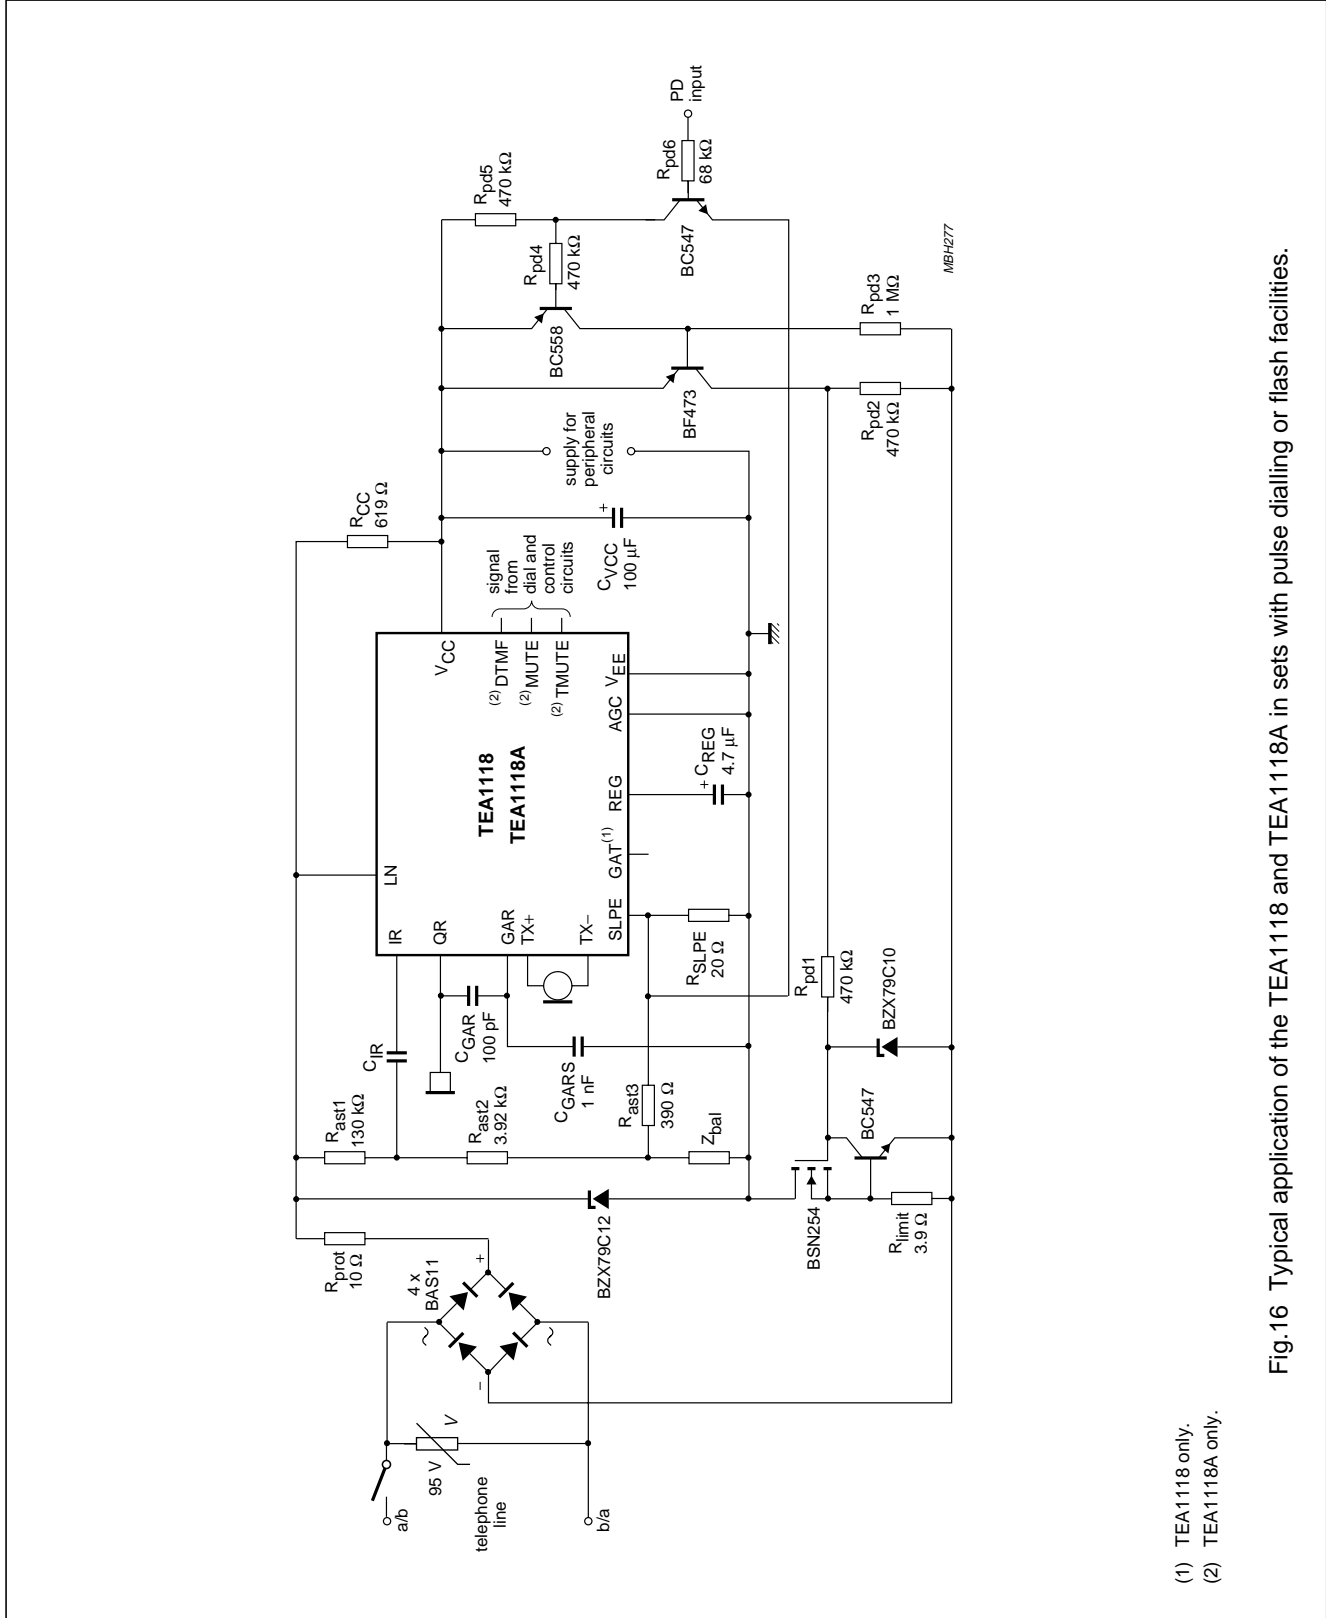 a/b
telephone
line
95 V
V
b/a
4 x
BAS11
~
~
+
−
Rprot
10 Ω
BZX79C12
Rast1
130 kΩ
Rast2
3.92 kΩ
Rast3
390 Ω
Zbal
BSN254
Rlimit
3.9 Ω
BC547
BZX79C10
Rpd1
470 kΩ
CIR
CGAR
100 pF
CGARS
1 nF
RSLPE
20 Ω
IR
QR
GAR
TX+
TX−
SLPE
LN
TEA1118
TEA1118A
GAT(1)
REG
AGC
VEE
VCC
(2) DTMF
(2) MUTE
(2) TMUTE
+ CREG
4.7 µF
signal
from
dial and
control
circuits
RCC
619 Ω
+
CVCC
100 µF
supply for
peripheral
circuits
BF473
BC558
Rpd4
470 kΩ
Rpd5
470 kΩ
BC547
Rpd6
68 kΩ
PD
input
Rpd2
470 kΩ
Rpd3
1 MΩ
MBH277
(1) TEA1118 only.
(2) TEA1118A only.
Fig.16 Typical application of the TEA1118 and TEA1118A in sets with pulse dialling or flash facilities.